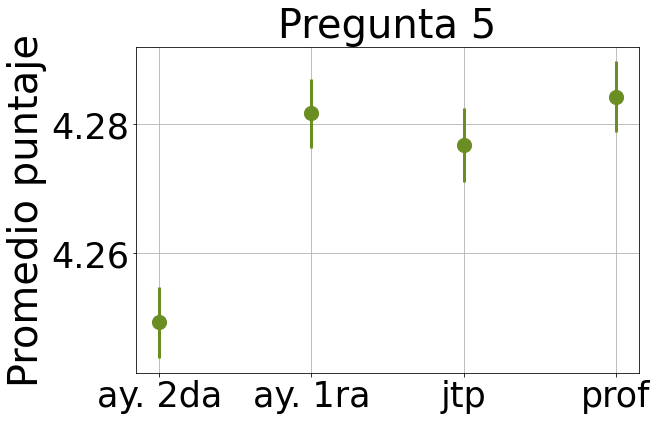 Pregunta 5
Promedio puntaje
4.28
4.26
ay. 2da
ay. 1ra
jtp
prof